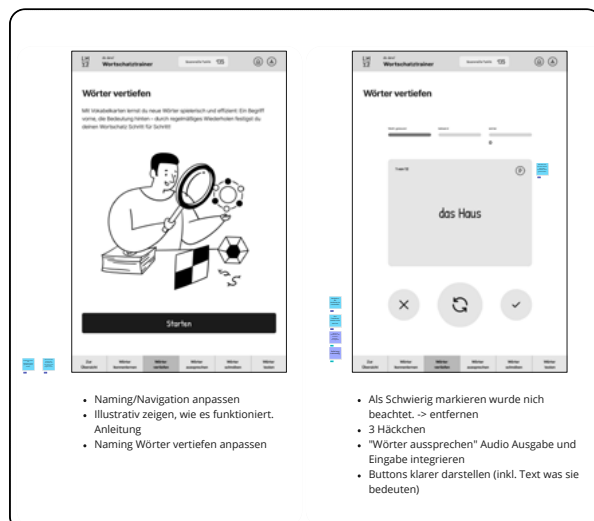 Wortschatztrainer
Wörter vertiefen
Mit Vokabelkarten lernst du neue Wörter spielerisch und effizient: Ein Begriff
vorne, die Bedeutung hinten – durch regelmäßiges Wiederholen festigst du
deinen Wortschatz Schritt für Schritt!
Starten
Zur Übersicht
Wörter kennenlernen
Wörter vertiefen
Wörter aussprechen
Wörter schreiben
Wörter testen
Naming/Navigation anpassen
Illustrativ zeigen, wie es funktioniert.
Anleitung
Naming Wörter vertiefen anpassen
Wortschatztrainer
Wörter vertiefen
das Haus
Zur Übersicht
Wörter kennenlernen
Wörter vertiefen
Wörter aussprechen
Wörter schreiben
Wörter testen
Als Schwierig markieren wurde nich
beachtet. -> entfernen
3 Häckchen
"Wörter aussprechen" Audio Ausgabe und
Eingabe integrieren
Buttons klarer darstellen (inkl. Text was sie
bedeuten)